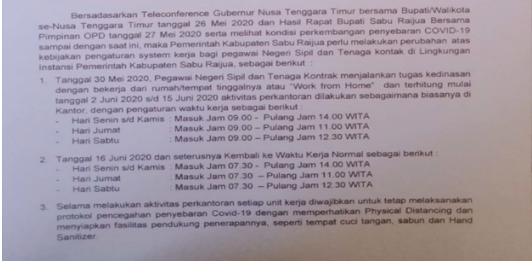 Bersadasarkan Teleconference Gubernur Nusa Tenggara Timur bersama Bupati/Walikota
se-Nusa Tenggara Timur tanggal 26 Mei 2020 dan Hasil Rapat Bupati Sabu Raijua Bersama
Pimpinan OPD tanggal 27 Mei 2020 serta melihat kondisi perkembangan penyebaran COVID-19
sampai dengan saat ini, maka Pemerintah Kabupaten Sabu Raijua perlu melakukan perubahan atas
kebijakan pengaturan system kerja bagi pegawai Negeri Sipil dan Tenaga kontak di Lingkungan
Instansi Pemerintah Kabupaten Sabu Raijua, sebagai berikut :
1. Tanggal 30 Mei 2020, Pegawai Negeri Sipil dan Tenaga Kontrak menjalankan tugas kedinasan
dengan bekerja dari rumah/tempat tinggalnya atau "Work from Home" dan terhitung mulai
tanggal 2 Juni 2020 s/d 15 Juni 2020 aktivitas perkantoran dilakukan sebagaimana biasanya di
Kantor, dengan pengaturan waktu kerja sebagai berikut :
- Hari Senin s/d Kamis : Masuk Jam 09.00 - Pulang Jam 14.00 WITA
- Hari Jumat : Masuk Jam 09.00 – Pulang Jam 11.00 WITA
- Hari Sabtu : Masuk Jam 09.00 – Pulang Jam 12.30 WITA
2. Tanggal 16 Juni 2020 dan seterusnya Kembali ke Waktu Kerja Normal sebagai berikut :
- Hari Senin s/d Kamis : Masuk Jam 07.30 - Pulang Jam 14.00 WITA
- Hari Jumat : Masuk Jam 07.30 – Pulang Jam 11.00 WITA
- Hari Sabtu : Masuk Jam 07.30 – Pulang Jam 12.30 WITA
3. Selama melakukan aktivitas perkantoran setiap unit kerja diwajibkan untuk tetap melaksanakan
protokol pencegahan penyebaran Covid-19 dengan memperhatikan Physical Distancing dan
menyiapkan fasilitas pendukung penerapannya, seperti tempat cuci tangan, sabun dan Hand
Sanitizer.